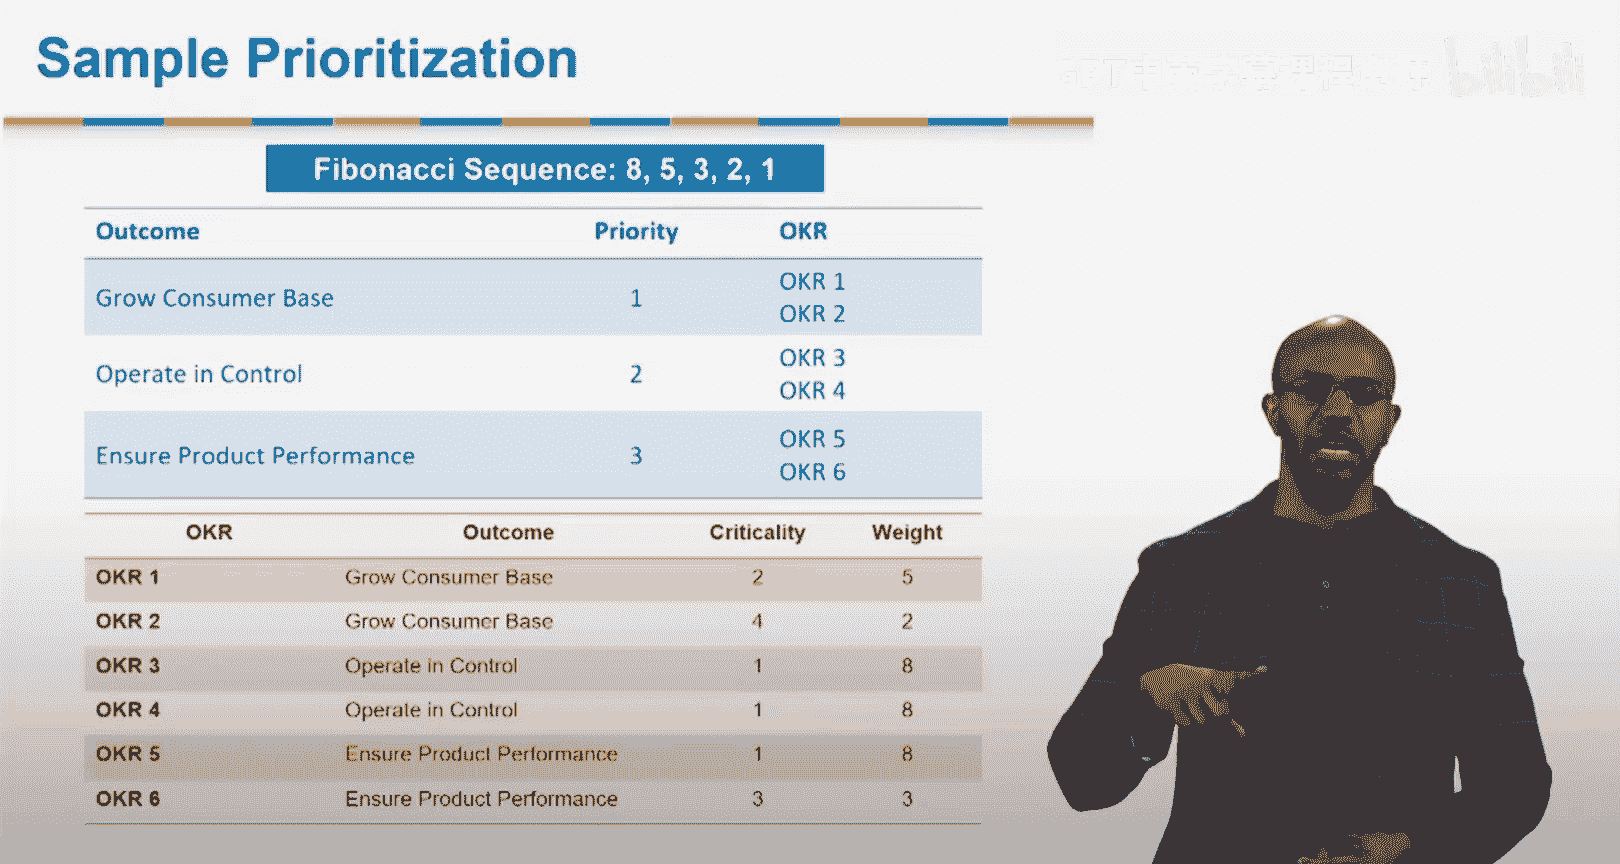 Sample Prioritization
bilibili
Fibonacci Sequence: 8, 5, 3, 2, 1
Outcome Priority OKR
Grow Consumer Base 1 OKR 1
OKR 2
Operate in Control 2 OKR 3
OKR 4
Ensure Product Performance 3 OKR 5
OKR 6
OKR Outcome Criticality Weight
OKR 1 Grow Consumer Base 2 5
OKR 2 Grow Consumer Base 4 2
OKR 3 Operate in Control 1 8
OKR 4 Operate in Control 1 8
OKR 5 Ensure Product Performance 1 8
OKR 6 Ensure Product Performance 3 3